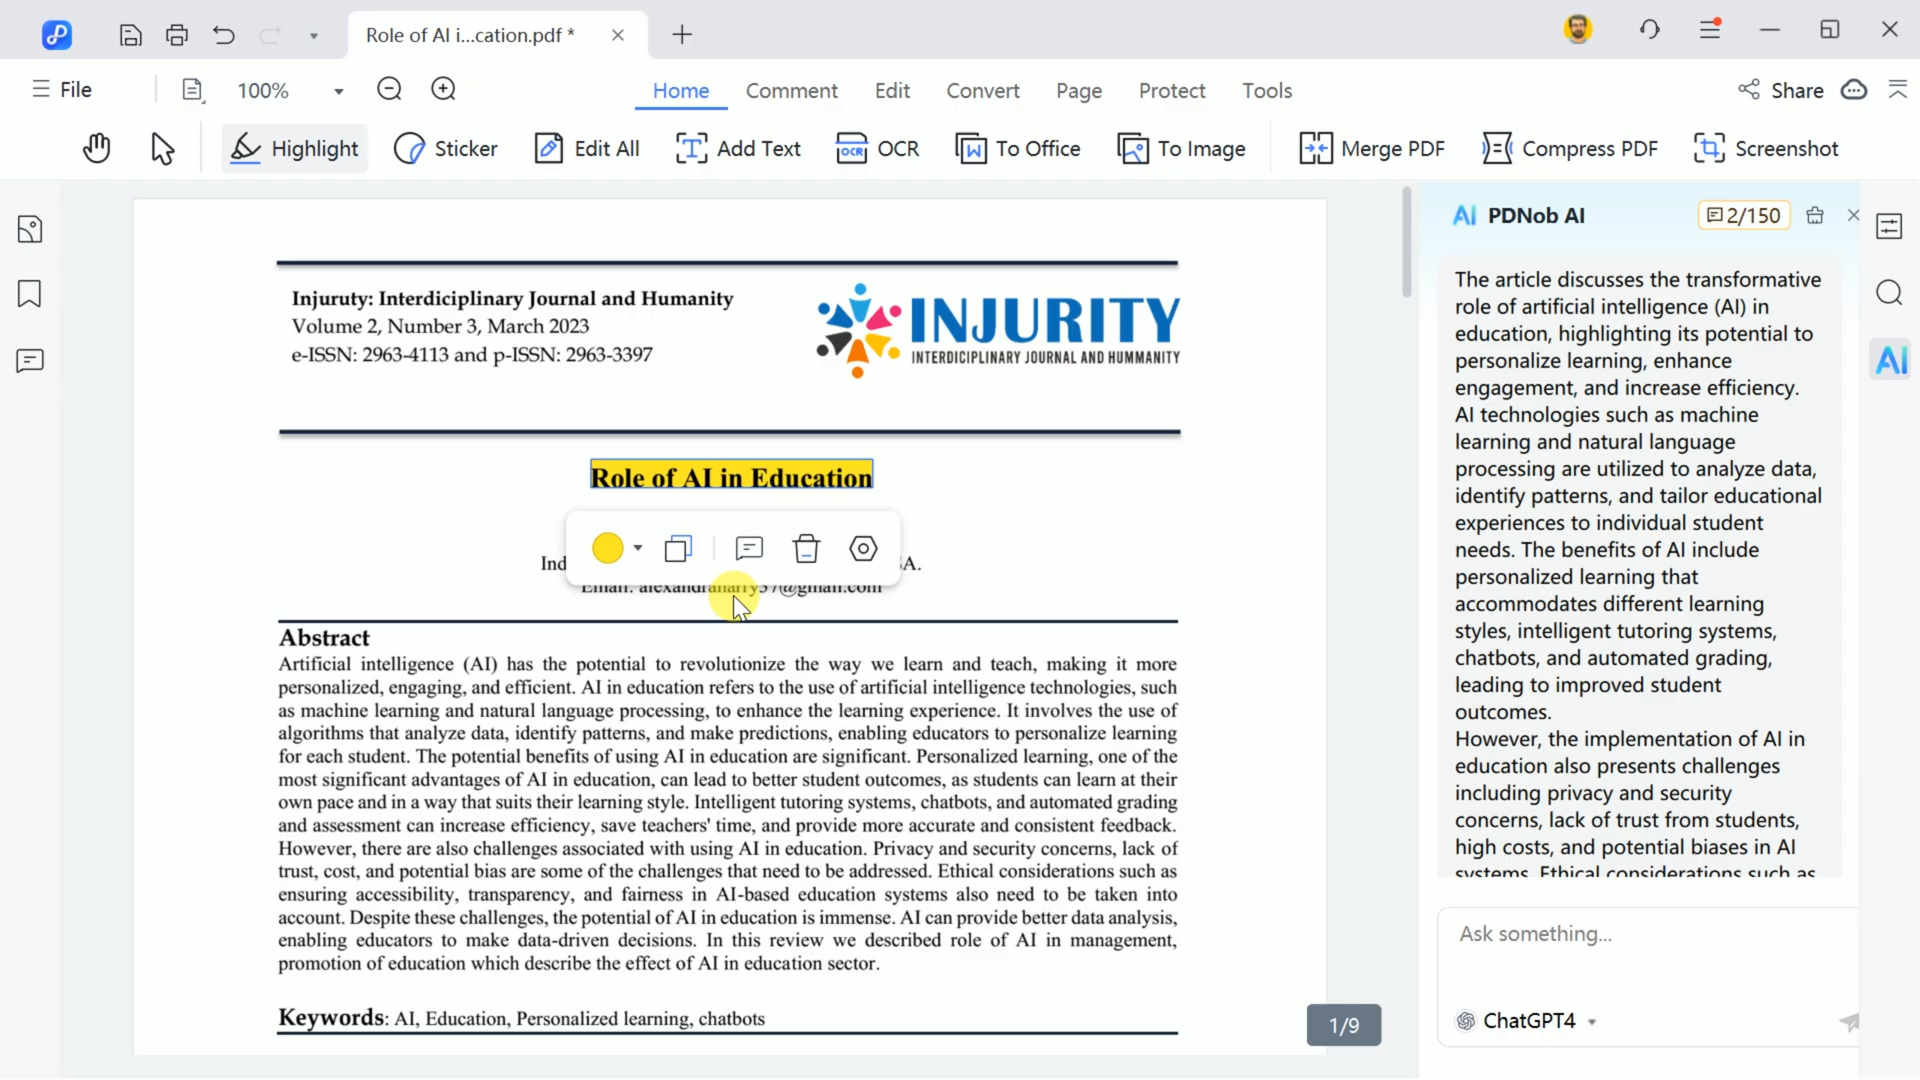 Role of AI i...cation.pdf *
File
100%
Home
Comment
Edit
Convert
Page
Protect
Tools
Share
Highlight
Sticker
Edit All
Add Text
OCR
OCR
To Office
To Image
Merge PDF
Compress PDF
Screenshot
Injuruty: Interdiciplinary Journal and Humanity
Volume 2, Number 3, March 2023
e-ISSN: 2963-4113 and p-ISSN: 2963-3397
INJURITY
INTERDICIPLINARY JOURNAL AND HUMMANITY
Role of AI in Education
Ind A.
Email:
Abstract
Artificial intelligence (AI) has the potential to revolutionize the way we learn and teach, making it more
personalized, engaging, and efficient. AI in education refers to the use of artificial intelligence technologies, such
as machine learning and natural language processing, to enhance the learning experience. It involves the use of
algorithms that analyze data, identify patterns, and make predictions, enabling educators to personalize learning
for each student. The potential benefits of using AI in education are significant. Personalized learning, one of the
most significant advantages of AI in education, can lead to better student outcomes, as students can learn at their
own pace and in a way that suits their learning style. Intelligent tutoring systems, chatbots, and automated grading
and assessment can increase efficiency, save teachers' time, and provide more accurate and consistent feedback.
However, there are also challenges associated with using AI in education. Privacy and security concerns, lack of
trust, cost, and potential bias are some of the challenges that need to be addressed. Ethical considerations such as
ensuring accessibility, transparency, and fairness in AI-based education systems also need to be taken into
account. Despite these challenges, the potential of AI in education is immense. AI can provide better data analysis,
enabling educators to make data-driven decisions. In this review we described role of AI in management,
promotion of education which describe the effect of AI in education sector.
Keywords: AI, Education, Personalized learning, chatbots
1/9
AI PDNob AI
2/150
The article discusses the transformative
role of artificial intelligence (AI) in
education, highlighting its potential to
personalize learning, enhance
engagement, and increase efficiency.
AI technologies such as machine
learning and natural language
processing are utilized to analyze data,
identify patterns, and tailor educational
experiences to individual student
needs. The benefits of AI include
personalized learning that
accommodates different learning
styles, intelligent tutoring systems,
chatbots, and automated grading,
leading to improved student
outcomes.
However, the implementation of AI in
education also presents challenges
including privacy and security
concerns, lack of trust from students,
high costs, and potential biases in AI
systems. Ethical considerations such as
Ask something...
ChatGPT4
AI